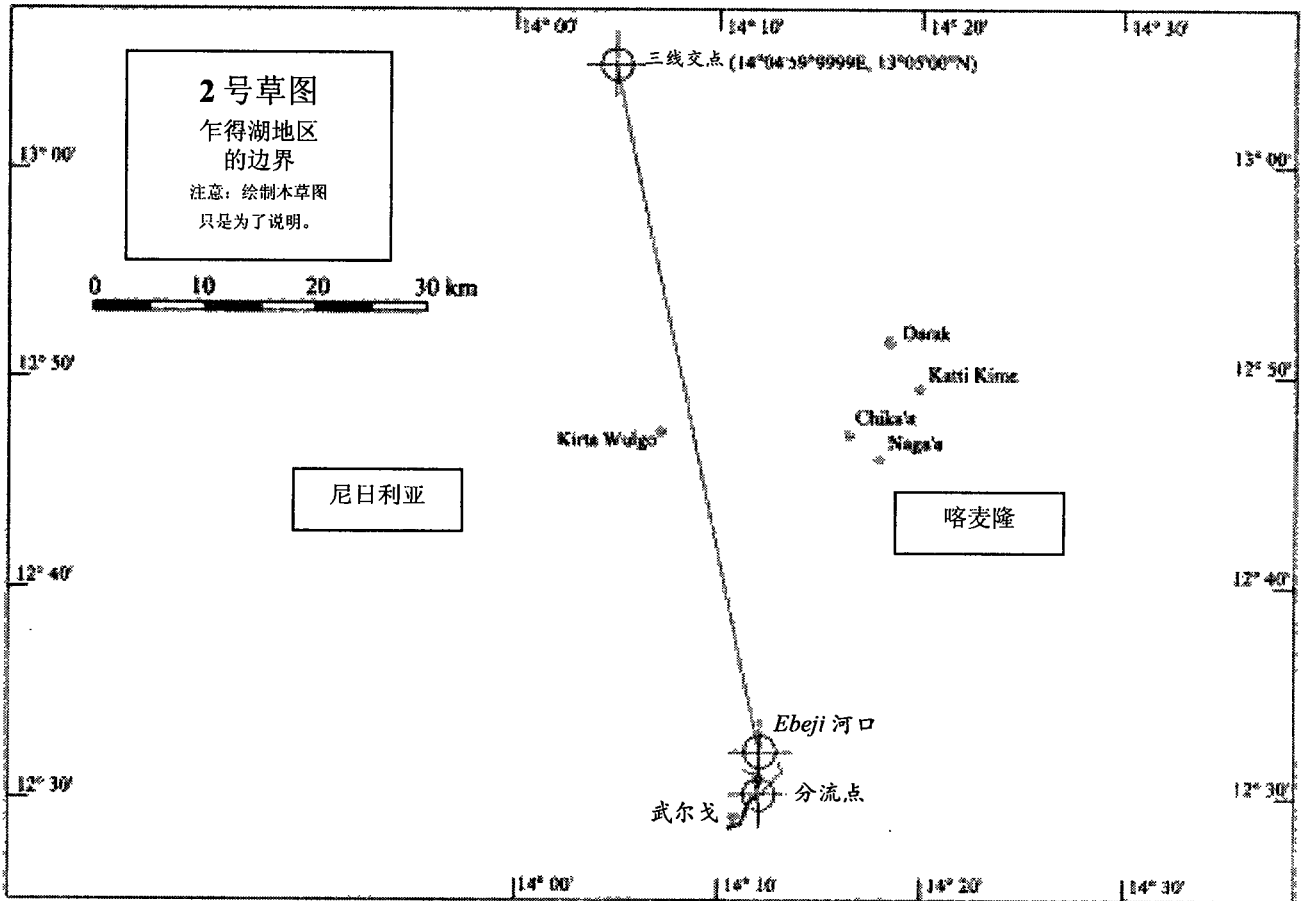 14° 00'
14° 10'
14° 20'
14° 30'
三线交点 (14°04'59"9999E, 13°05'00"N)
2 号草图
乍得湖地区
的边界
注意：绘制本草图
只是为了说明。
13° 00'
13° 00'
0 10 20 30 km
Darak
12° 50'
12° 50'
Katti Kime
Chika'a
Kirta Wulgo
Naga'a
尼日利亚
喀麦隆
12° 40'
12° 40'
Ebeji 河口
12° 30'
分流点
12° 30'
武尔戈
14° 00'
14° 10'
14° 20'
14° 30'